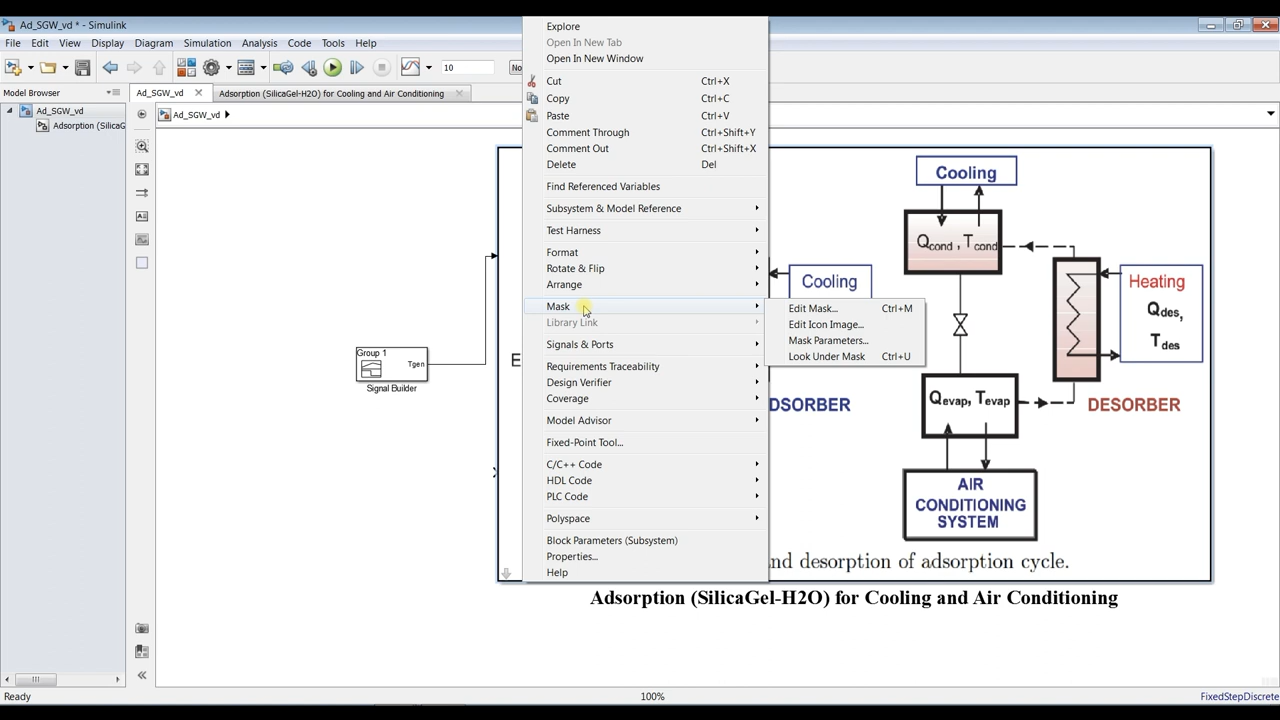 Ad_SGW_vd * - Simulink
File Edit View Display Diagram Simulation Analysis Code Tools Help
10
No
Model Browser
Ad_SGW_vd
Adsorption (SilicaGel-H2O) for Cooling and Air Conditioning
Ad_SGW_vd
Adsorption (SilicaG
Ad_SGW_vd
Explore
Open In New Tab
Open In New Window
Cut Ctrl+X
Copy Ctrl+C
Paste Ctrl+V
Comment Through Ctrl+Shift+Y
Comment Out Ctrl+Shift+X
Delete Del
Find Referenced Variables
Subsystem & Model Reference
Test Harness
Format
Rotate & Flip
Arrange
Mask
Library Link
Signals & Ports
Requirements Traceability
Design Verifier
Coverage
Model Advisor
Fixed-Point Tool...
C/C++ Code
HDL Code
PLC Code
Polyspace
Block Parameters (Subsystem)
Properties...
Help
Edit Mask... Ctrl+M
Edit Icon Image...
Mask Parameters...
Look Under Mask Ctrl+U
Group 1
Tgen
Signal Builder
E
Cooling
Qcond , Tcond
Cooling
Heating
Qdes,
Tdes
Qevap, Tevap
DSORBER
DESORBER
AIR
CONDITIONING
SYSTEM
nd desorption of adsorption cycle.
Adsorption (SilicaGel-H2O) for Cooling and Air Conditioning
Ready
100%
FixedStepDiscrete